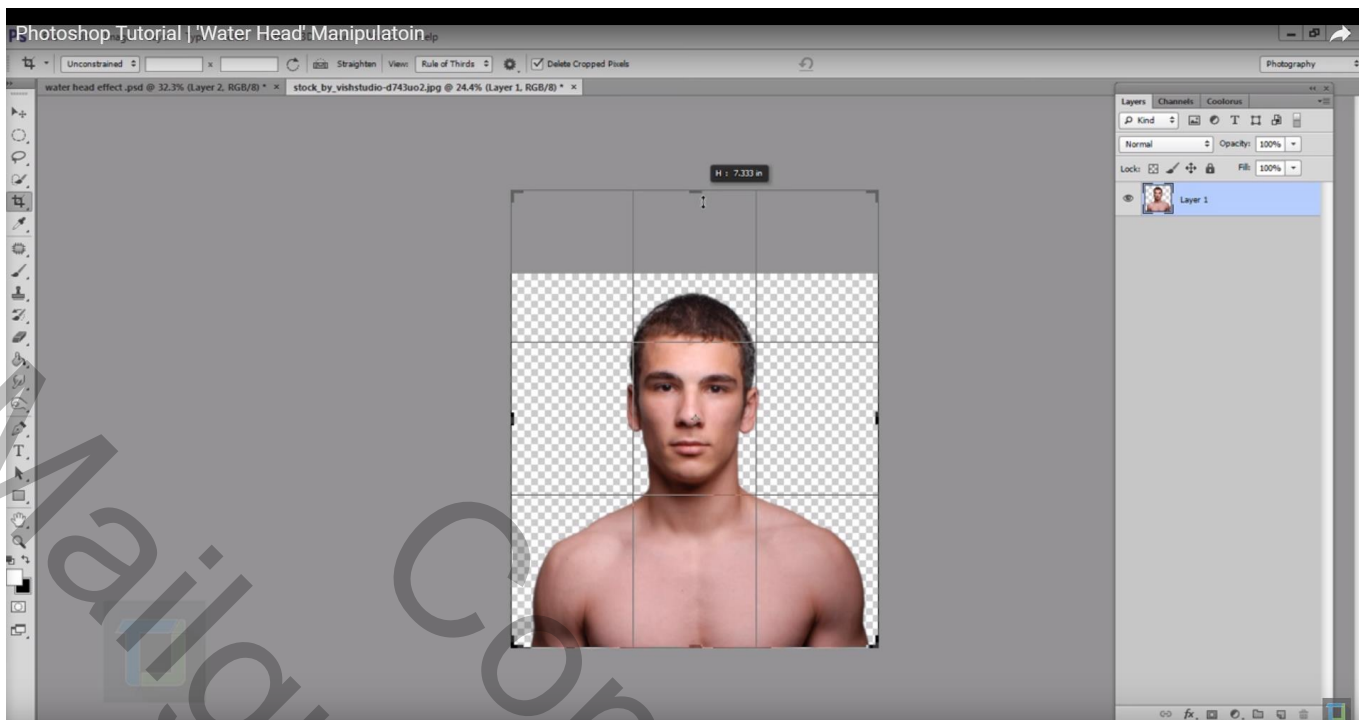 Photoshop Tutorial | 'Water Head' Manipulatoin
elp
Unconstrained
x
Straighten
View:
Rule of Thirds
Delete Cropped Pixels
Photography
water head effect .psd @ 32.3% (Layer 2, RGB/8) * ×
stock_by_vishstudio-d743uo2.jpg @ 24.4% (Layer 1, RGB/8) * ×
Layers
Channels
Coolorus
Kind
Normal
Opacity: 100%
Lock:
Fill: 100%
Layer 1
H : 7.333 in